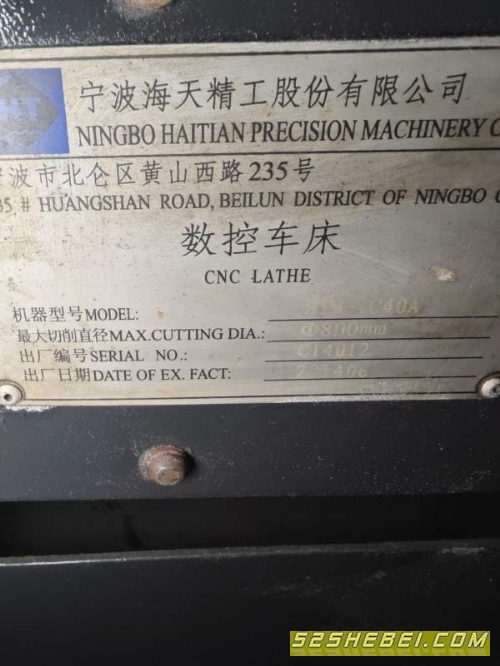 宁波海天精工股份有限公司
NINGBO HAITIAN PRECISION MACHINERY C
波市北仑区黄山西路235号
35,# HUANGSHAN ROAD, BEILUN DISTRICT OF NINGBO
数控车床
CNC LATHE
机器型号MODEL:
最大切削直径MAX.CUTTING DIA.: Φ800mm
出厂编号SERIAL NO.: C14012
出厂日期DATE OF EX. FACT: 201406
52SHEBEI.COM